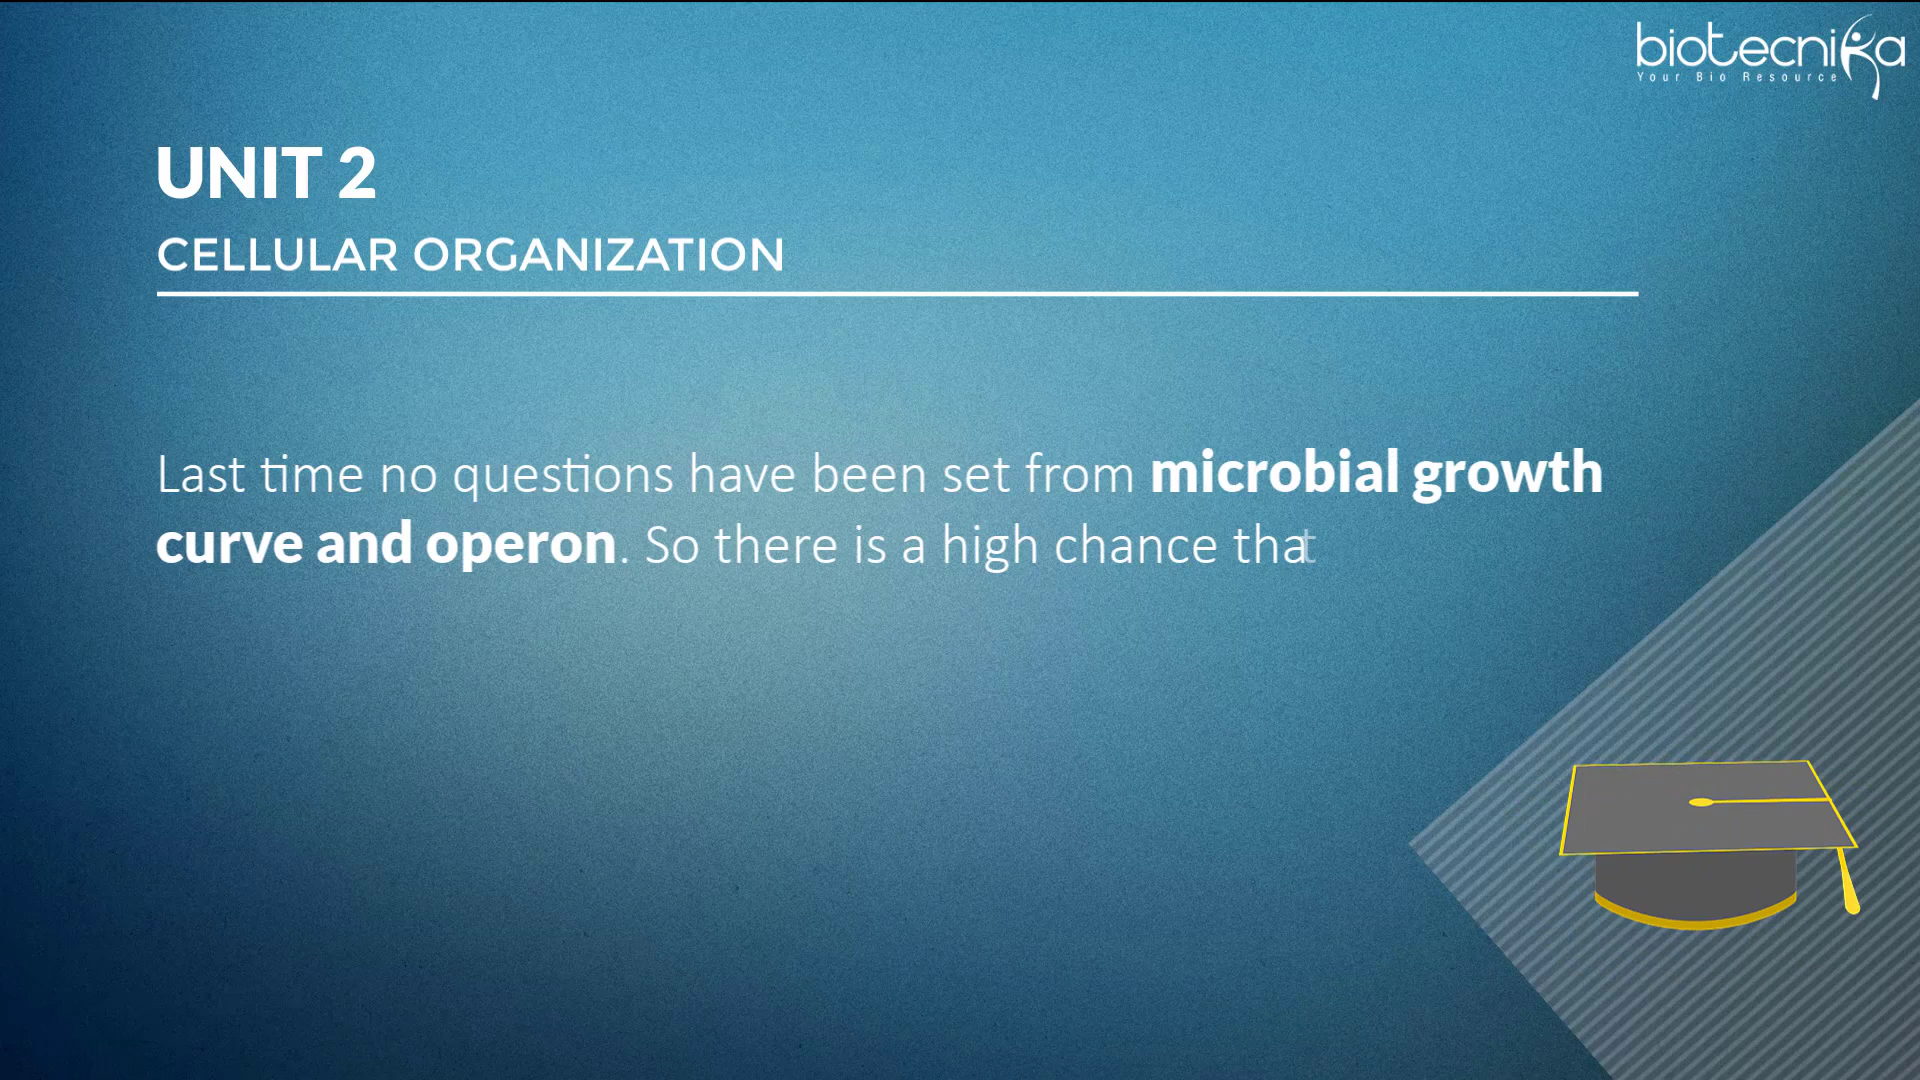 biotecnika
Your Bio Resource
UNIT 2
CELLULAR ORGANIZATION
Last time no questions have been set from microbial growth
curve and operon. So there is a high chance that